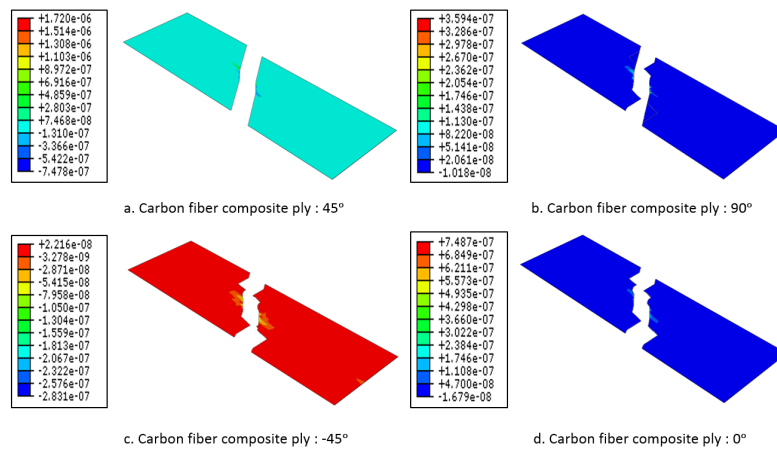 +1.720e-06
+1.514e-06
+1.308e-06
+1.103e-06
+8.972e-07
+6.916e-07
+4.859e-07
+2.803e-07
+7.468e-08
-1.310e-07
-3.366e-07
-5.422e-07
-7.478e-07
a. Carbon fiber composite ply : 45°
+3.594e-07
+3.286e-07
+2.978e-07
+2.670e-07
+2.362e-07
+2.054e-07
+1.746e-07
+1.438e-07
+1.130e-07
+8.220e-08
+5.141e-08
+2.061e-08
-1.018e-08
b. Carbon fiber composite ply : 90°
+2.216e-08
-3.278e-09
-2.871e-08
-5.415e-08
-7.958e-08
-1.050e-07
-1.304e-07
-1.559e-07
-1.813e-07
-2.067e-07
-2.322e-07
-2.576e-07
-2.831e-07
c. Carbon fiber composite ply : -45°
+7.487e-07
+6.849e-07
+6.211e-07
+5.573e-07
+4.935e-07
+4.298e-07
+3.660e-07
+3.022e-07
+2.384e-07
+1.746e-07
+1.108e-07
+4.700e-08
-1.679e-08
d. Carbon fiber composite ply : 0°